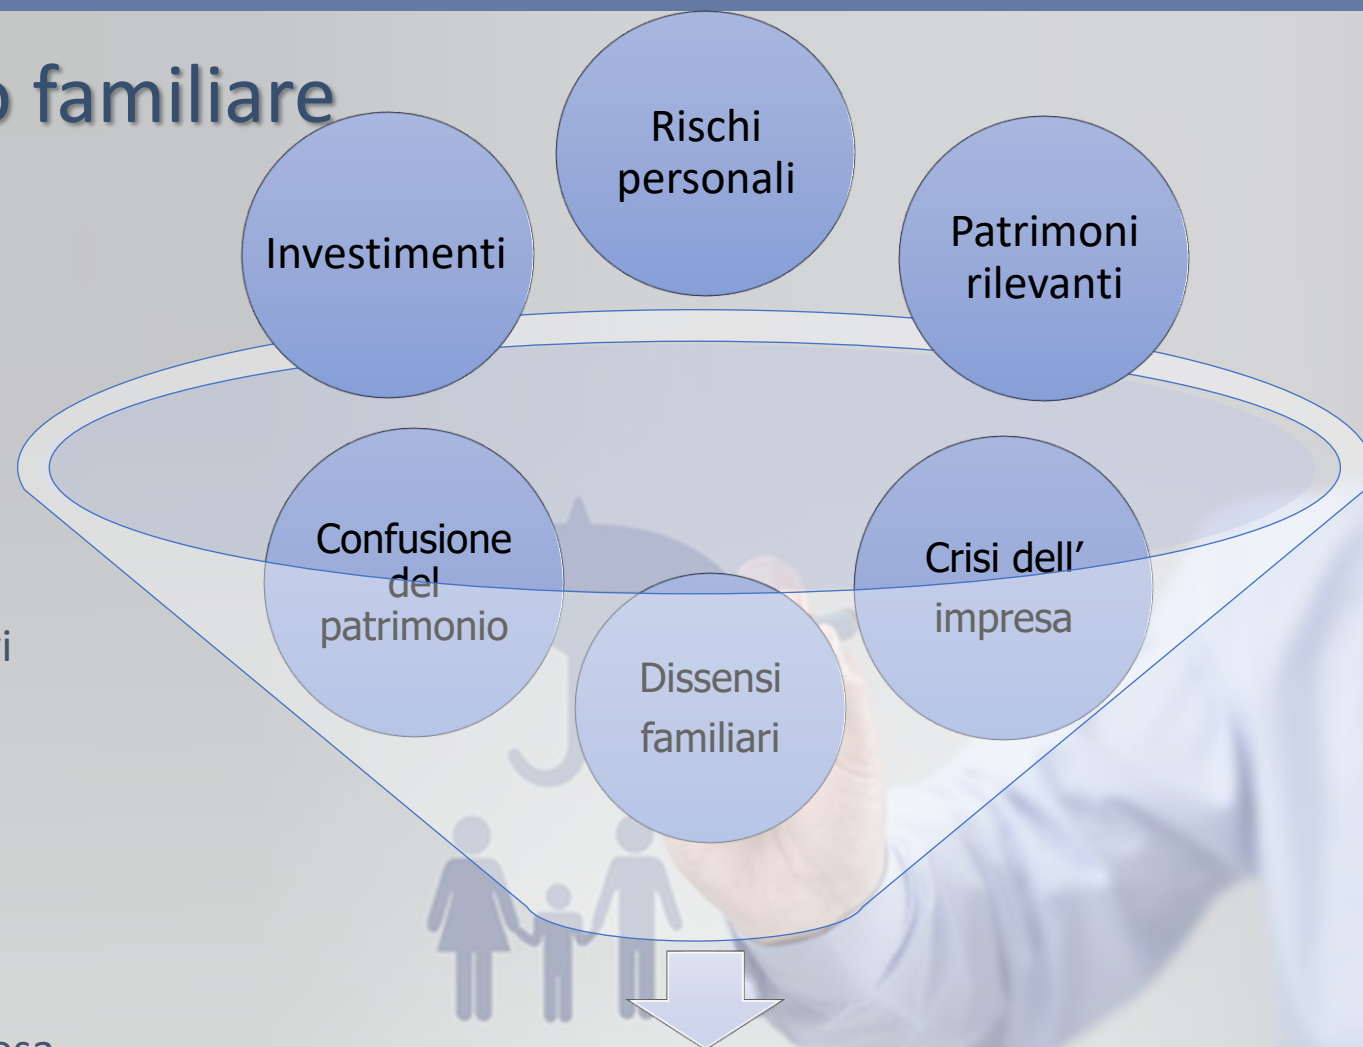 familiare
Rischi
personali
Investimenti
Patrimoni
rilevanti
Confusione
del
patrimonio
Crisi dell’
impresa
Dissensi
familiari